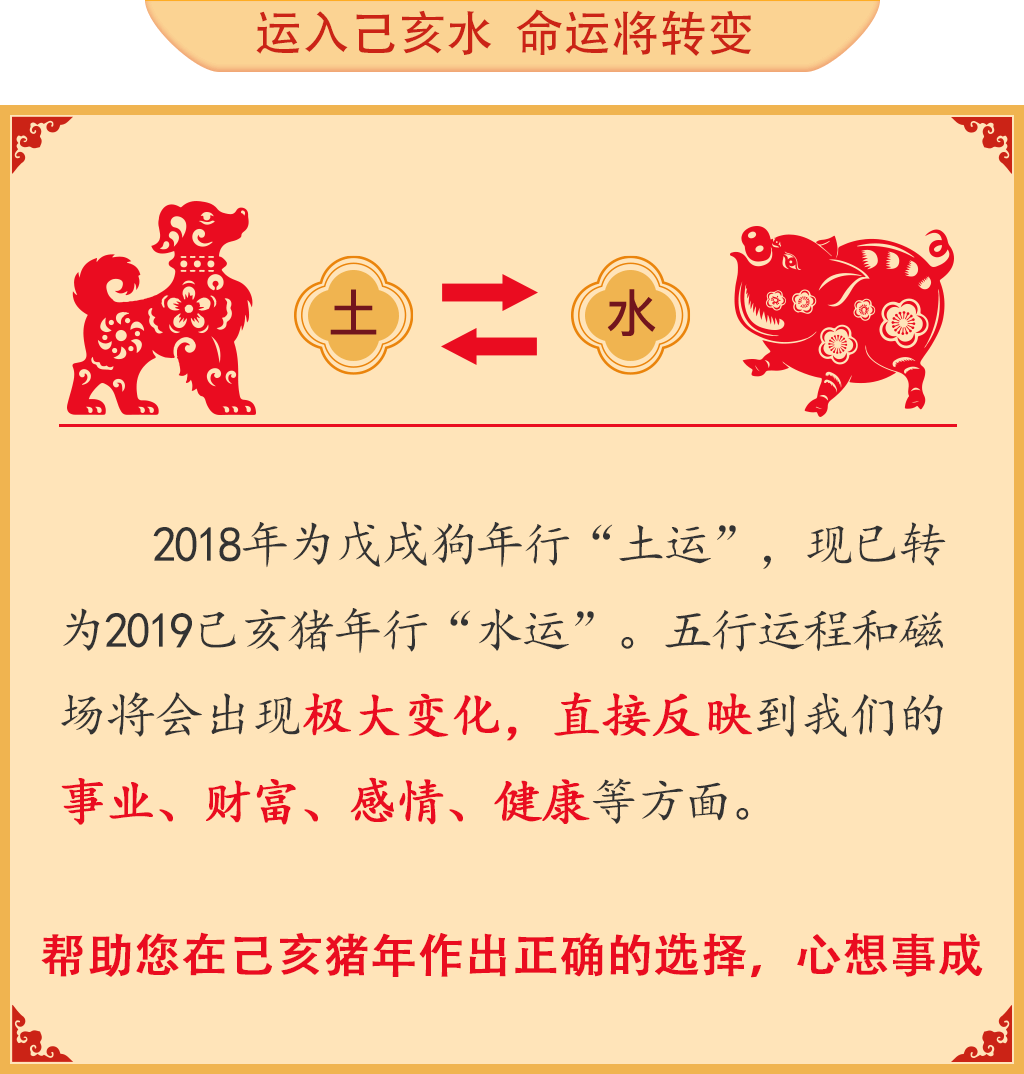 运入己亥水 命运将转变
土 水
2018年为戊戌狗年行“土运”，现已转
为2019己亥猪年行“水运”。五行运程和磁
场将会出现极大变化，直接反映到我们的
事业、财富、感情、健康等方面。
帮助您在己亥猪年作出正确的选择，心想事成